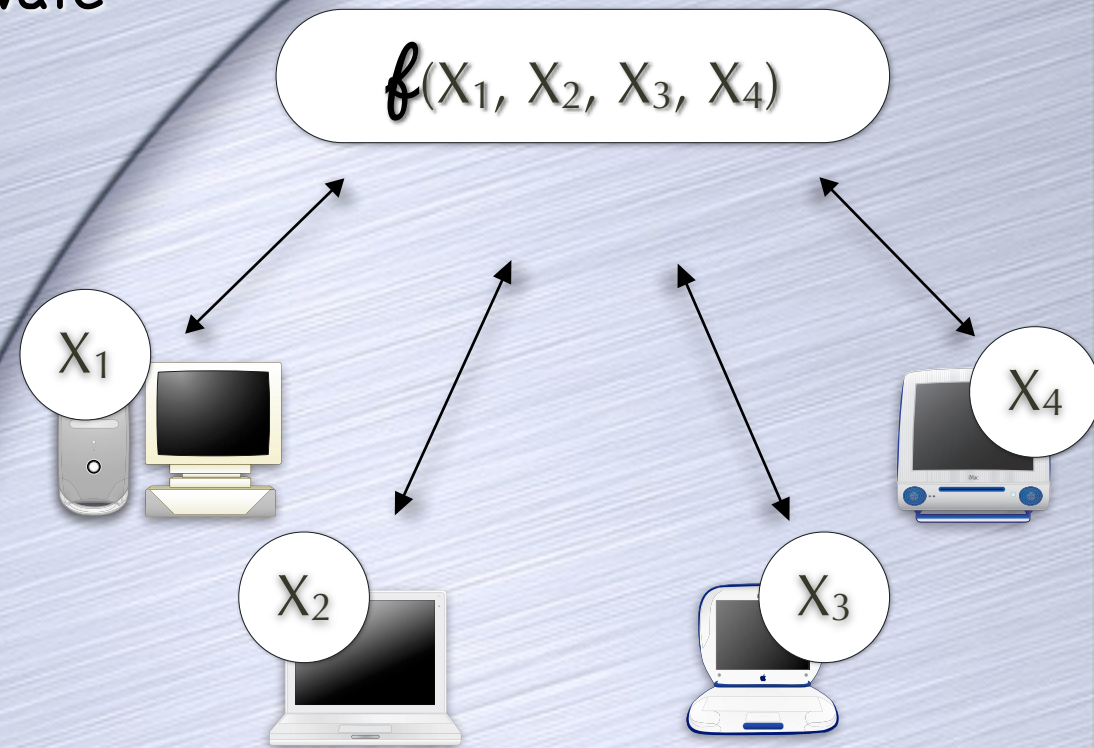 f(X₁, X₂, X₃, X₄)
X₁
X₄
X₂
X₃